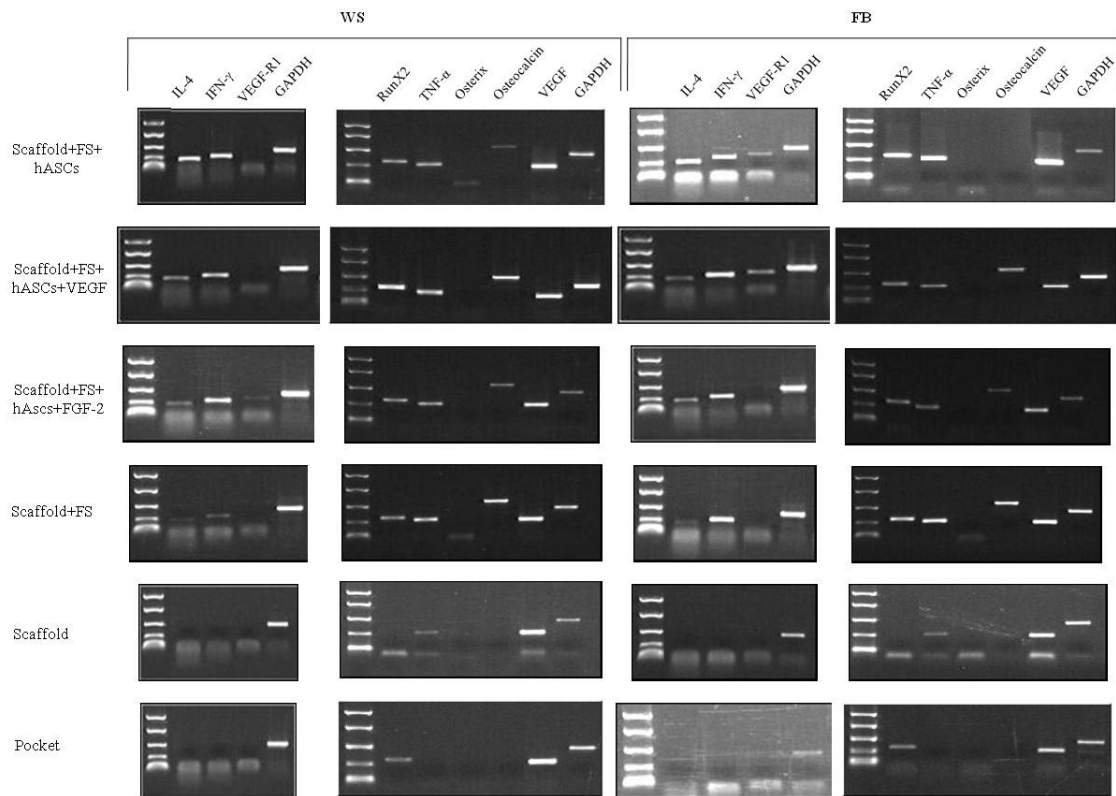 WS FB
IL-4 IFN-γ VEGF-R1 GAPDH RunX2 TNF-α Osterix Osteocalcin VEGF GAPDH IL-4 IFN-γ VEGF-R1 GAPDH RunX2 TNF-α Osterix Osteocalcin VEGF GAPDH
Scaffold+FS+
hASCs
Scaffold+FS+
hASCs+VEGF
Scaffold+FS+
hAscs+FGF-2
Scaffold+FS
Scaffold
Pocket